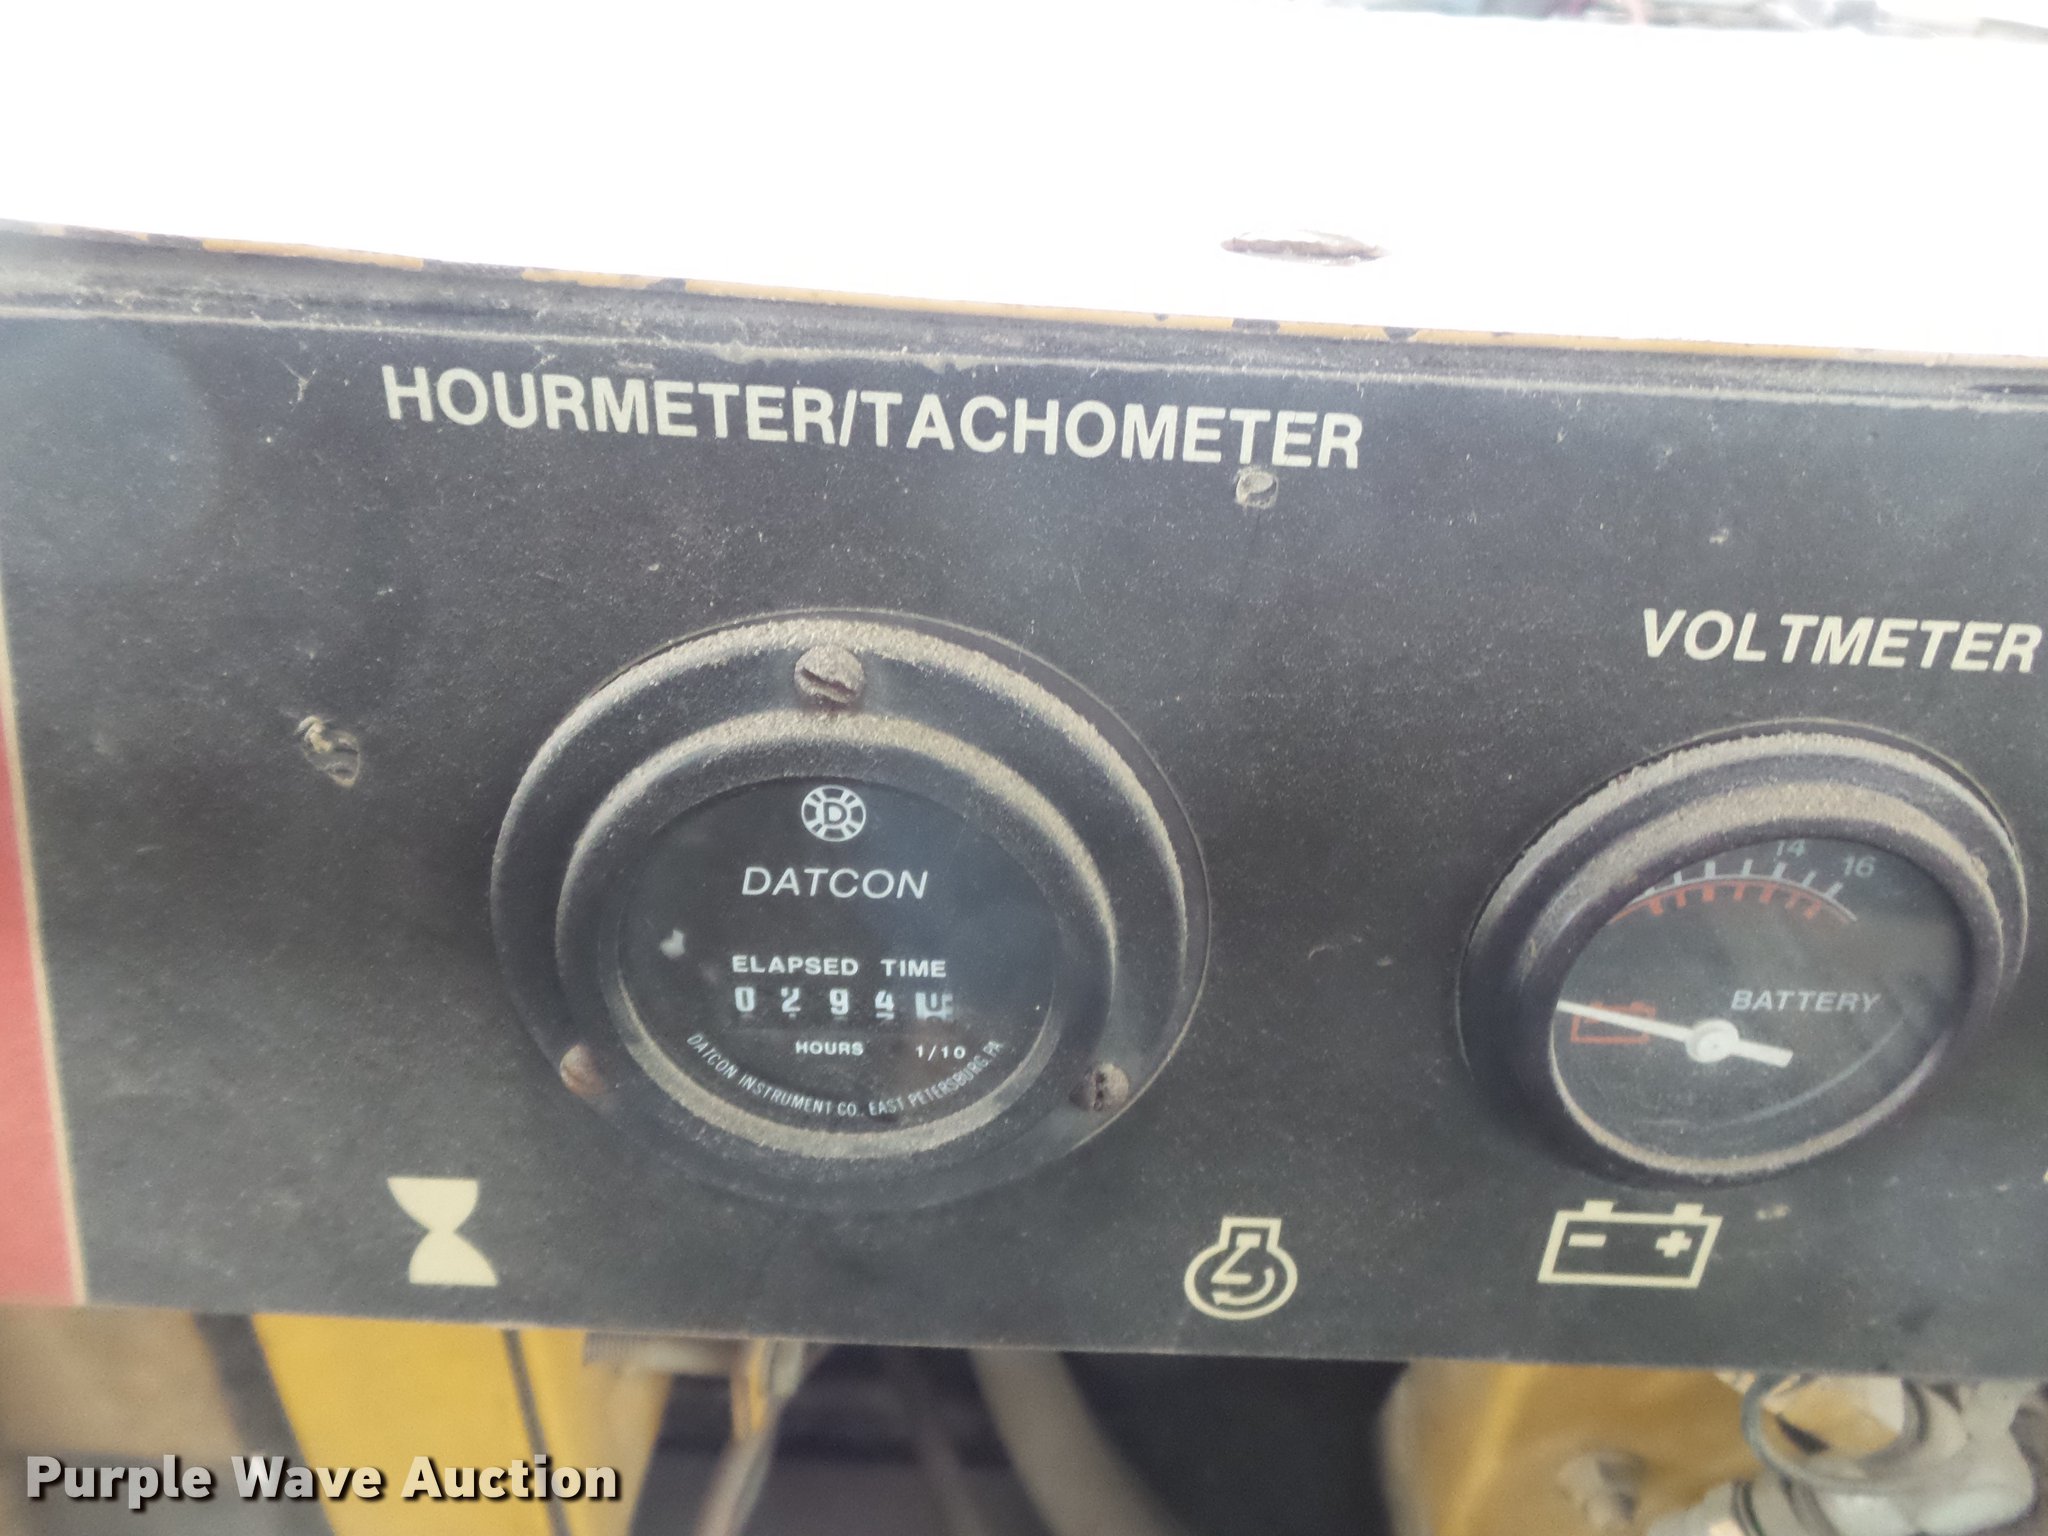 HOURMETER/TACHOMETER
VOLTMETER
D
DATCON
ELAPSED TIME
0294
HOURS 1/10
DATCON INSTRUMENT CO. EAST PETERSBURG, PA
14 16
BATTERY
- +
Purple Wave Auction